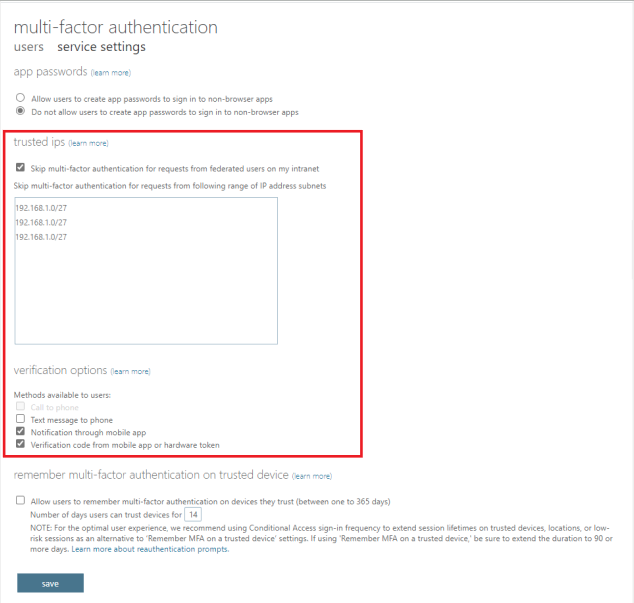 multi-factor authentication
users service settings
app passwords (learn more)
Allow users to create app passwords to sign in to non-browser apps
Do not allow users to create app passwords to sign in to non-browser apps
trusted ips (learn more)
Skip multi-factor authentication for requests from federated users on my intranet
Skip multi-factor authentication for requests from following range of IP address subnets
192.168.1.0/27
192.168.1.0/27
192.168.1.0/27
verification options (learn more)
Methods available to users:
Call to phone
Text message to phone
Notification through mobile app
Verification code from mobile app or hardware token
remember multi-factor authentication on trusted device (learn more)
Allow users to remember multi-factor authentication on devices they trust (between one to 365 days)
Number of days users can trust devices for 14
NOTE: For the optimal user experience, we recommend using Conditional Access sign-in frequency to extend session lifetimes on trusted devices, locations, or low-
risk sessions as an alternative to 'Remember MFA on a trusted device' settings. If using 'Remember MFA on a trusted device,' be sure to extend the duration to 90 or
more days. Learn more about reauthentication prompts.
save